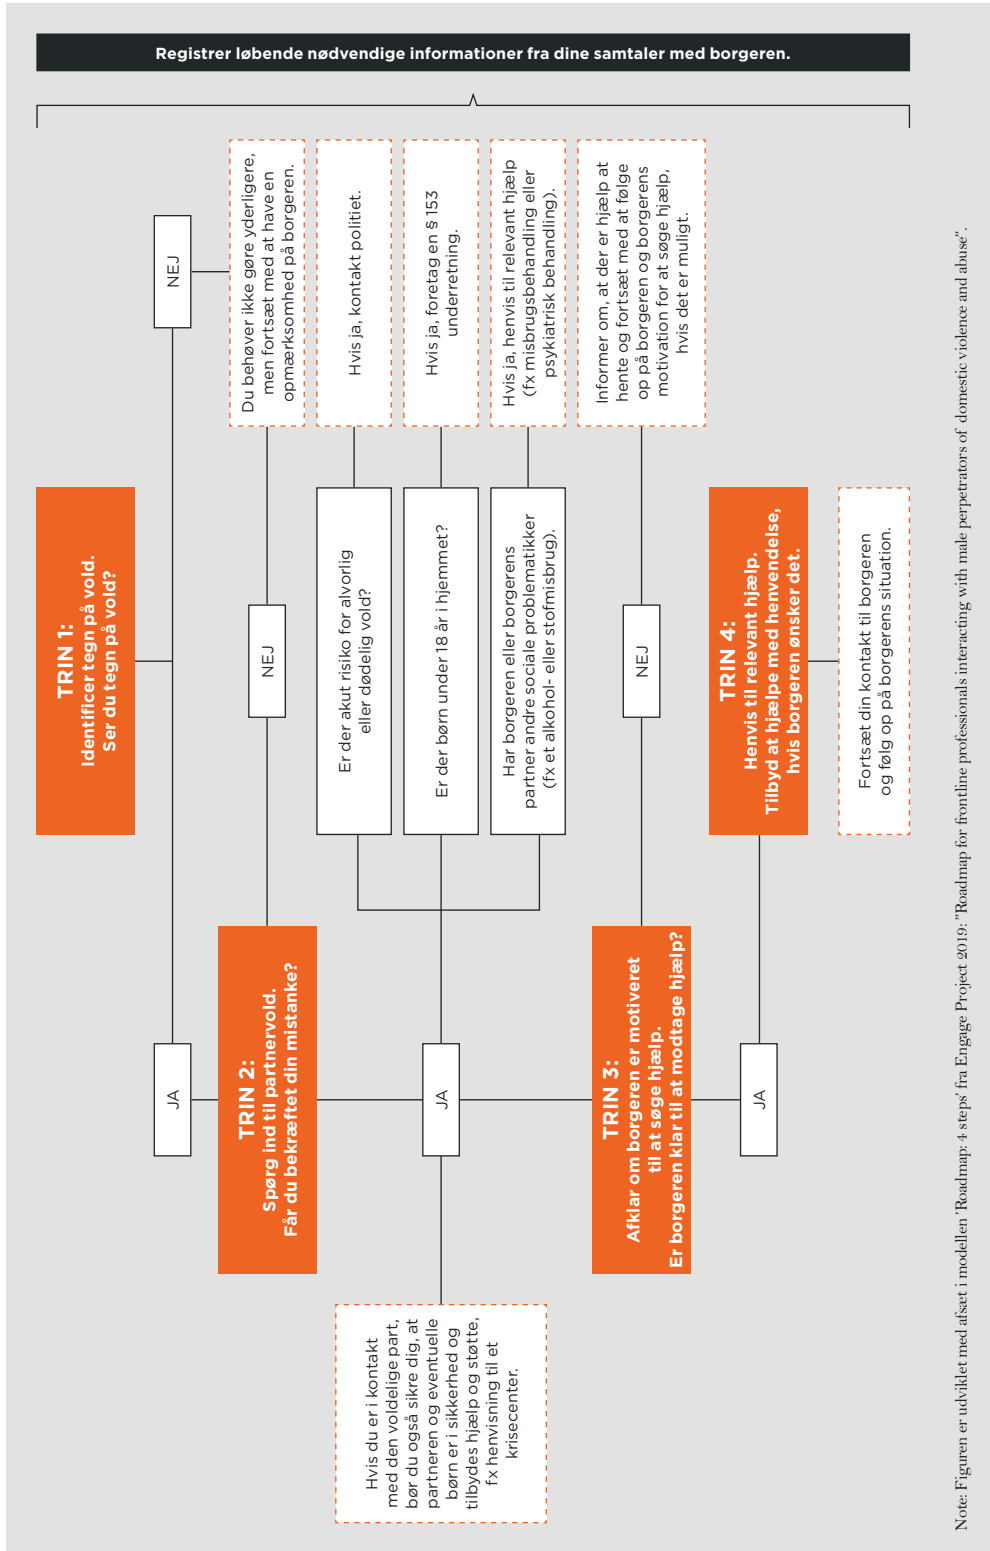 TRIN 1:
Identificer tegn på vold.
Ser du tegn på vold?
JA
NEJ
Du behøver ikke gøre yderligere,
men fortsæt med at have en
opmærksomhed på borgeren.
TRIN 2:
Spørg ind til partnervold.
Får du bekræftet din mistanke?
NEJ
JA
Hvis du er i kontakt
med den voldelige part,
bør du også sikre dig, at
partneren og eventuelle
børn er i sikkerhed og
tilbydes hjælp og støtte,
fx henvisning til et
krisecenter.
Er der akut risiko for alvorlig
eller dødelig vold?
Hvis ja, kontakt politiet.
Er der børn under 18 år i hjemmet?
Hvis ja, foretag en § 153
underretning.
Har borgeren eller borgerens
partner andre sociale problematikker
(fx et alkohol- eller stofmisbrug).
Hvis ja, henvis til relevant hjælp
(fx misbrugsbehandling eller
psykiatrisk behandling).
TRIN 3:
Afklar om borgeren er motiveret
til at søge hjælp.
Er borgeren klar til at modtage hjælp?
NEJ
Informer om, at der er hjælp at
hente og fortsæt med at følge
op på borgeren og borgerens
motivation for at søge hjælp,
hvis det er muligt.
JA
TRIN 4:
Henvis til relevant hjælp.
Tilbyd at hjælpe med henvendelse,
hvis borgeren ønsker det.
Fortsæt din kontakt til borgeren
og følg op på borgerens situation.
Registrer løbende nødvendige informationer fra dine samtaler med borgeren.
Note: Figuren er udviklet med afsæt i modellen 'Roadmap: 4 steps' fra Engage Project 2019: "Roadmap for frontline professionals interacting with male perpetrators of domestic violence and abuse".